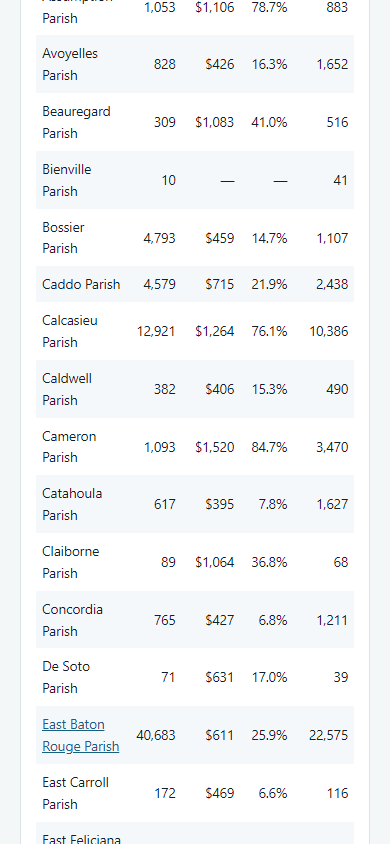 Parish 1,053 $1,106 78.7% 883
Avoyelles
Parish 828 $426 16.3% 1,652
Beauregard
Parish 309 $1,083 41.0% 516
Bienville
Parish 10 — — 41
Bossier
Parish 4,793 $459 14.7% 1,107
Caddo Parish 4,579 $715 21.9% 2,438
Calcasieu
Parish 12,921 $1,264 76.1% 10,386
Caldwell
Parish 382 $406 15.3% 490
Cameron
Parish 1,093 $1,520 84.7% 3,470
Catahoula
Parish 617 $395 7.8% 1,627
Claiborne
Parish 89 $1,064 36.8% 68
Concordia
Parish 765 $427 6.8% 1,211
De Soto
Parish 71 $631 17.0% 39
East Baton
Rouge Parish 40,683 $611 25.9% 22,575
East Carroll
Parish 172 $469 6.6% 116
East Feliciana